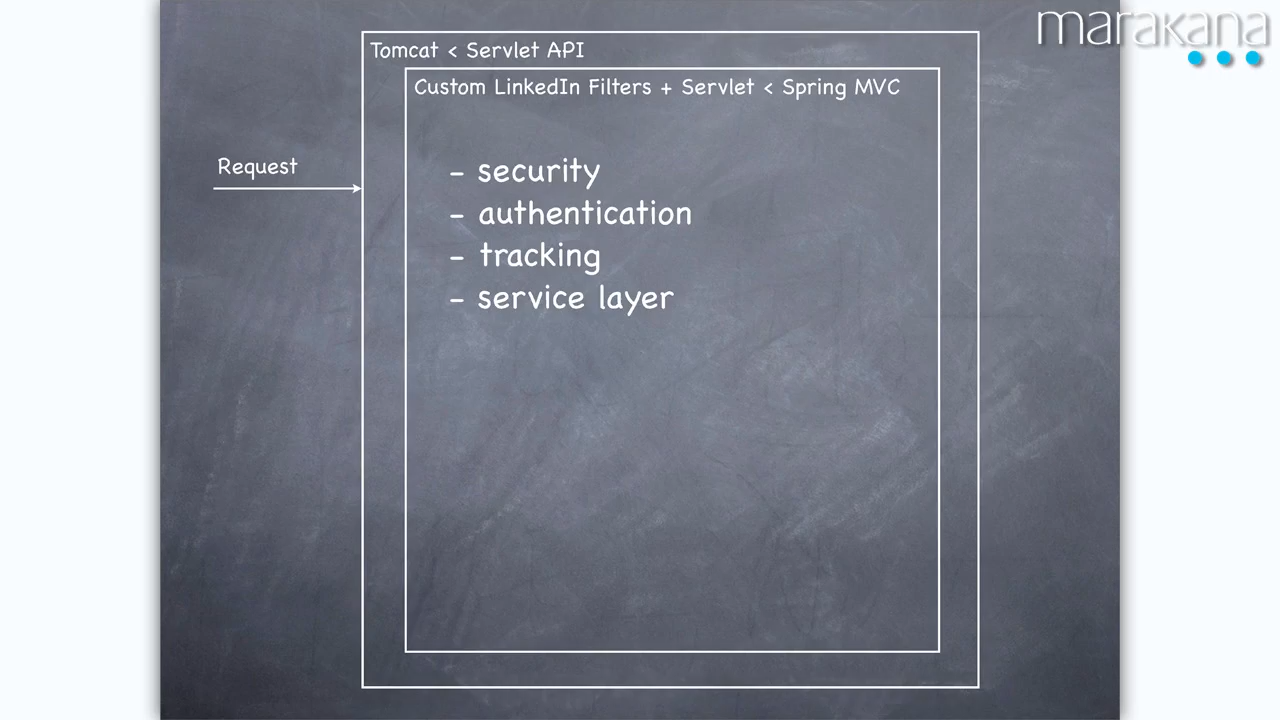 marakana
Tomcat < Servlet API
Custom LinkedIn Filters + Servlet < Spring MVC
Request
- security
- authentication
- tracking
- service layer